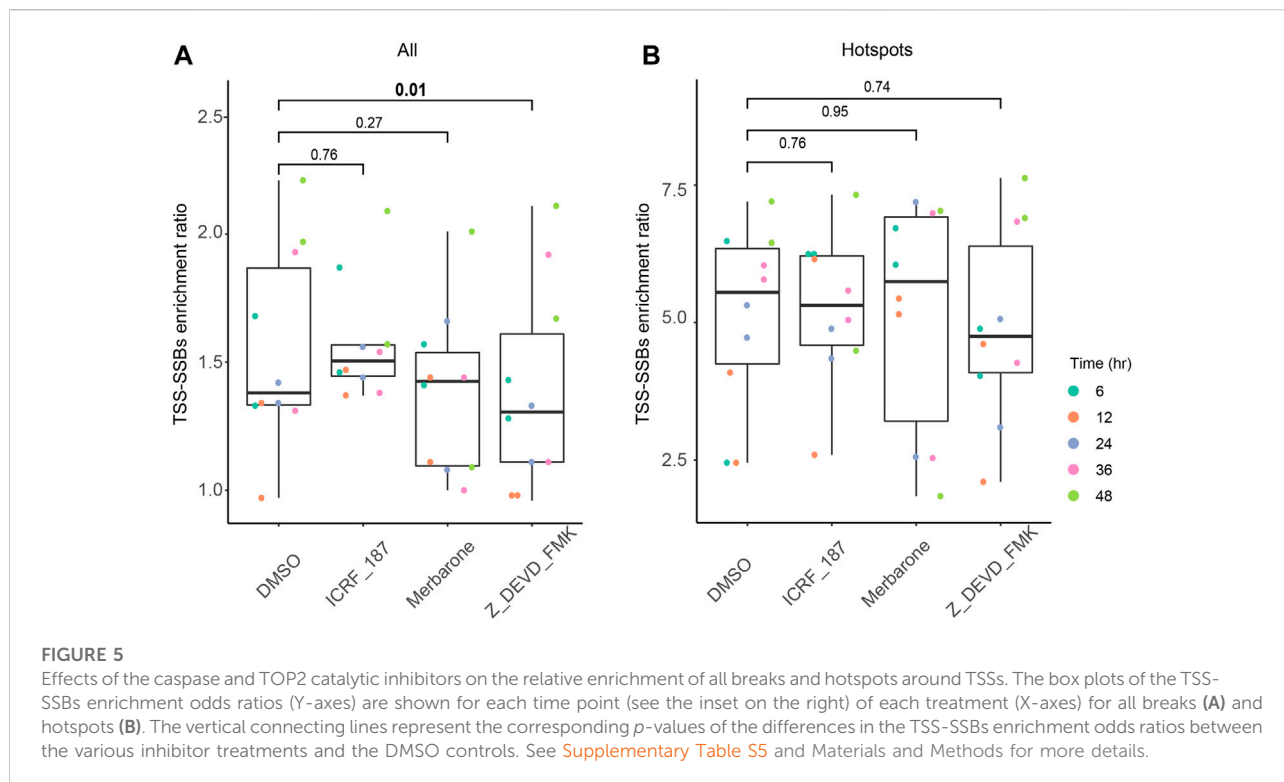 A
All
0.01
0.27
0.76
2.5
2.0
1.5
1.0
TSS-SSBs enrichment ratio
DMSO
ICRF_187
Merbarone
Z_DEVD_FMK
B
Hotspots
0.74
0.95
0.76
7.5
5.0
2.5
TSS-SSBs enrichment ratio
DMSO
ICRF_187
Merbarone
Z_DEVD_FMK
Time (hr)
6
12
24
36
48
FIGURE 5
Effects of the caspase and TOP2 catalytic inhibitors on the relative enrichment of all breaks and hotspots around TSSs. The box plots of the TSS-
SSBs enrichment odds ratios (Y-axes) are shown for each time point (see the inset on the right) of each treatment (X-axes) for all breaks (A) and
hotspots (B). The vertical connecting lines represent the corresponding p-values of the differences in the TSS-SSBs enrichment odds ratios between
the various inhibitor treatments and the DMSO controls. See Supplementary Table S5 and Materials and Methods for more details.